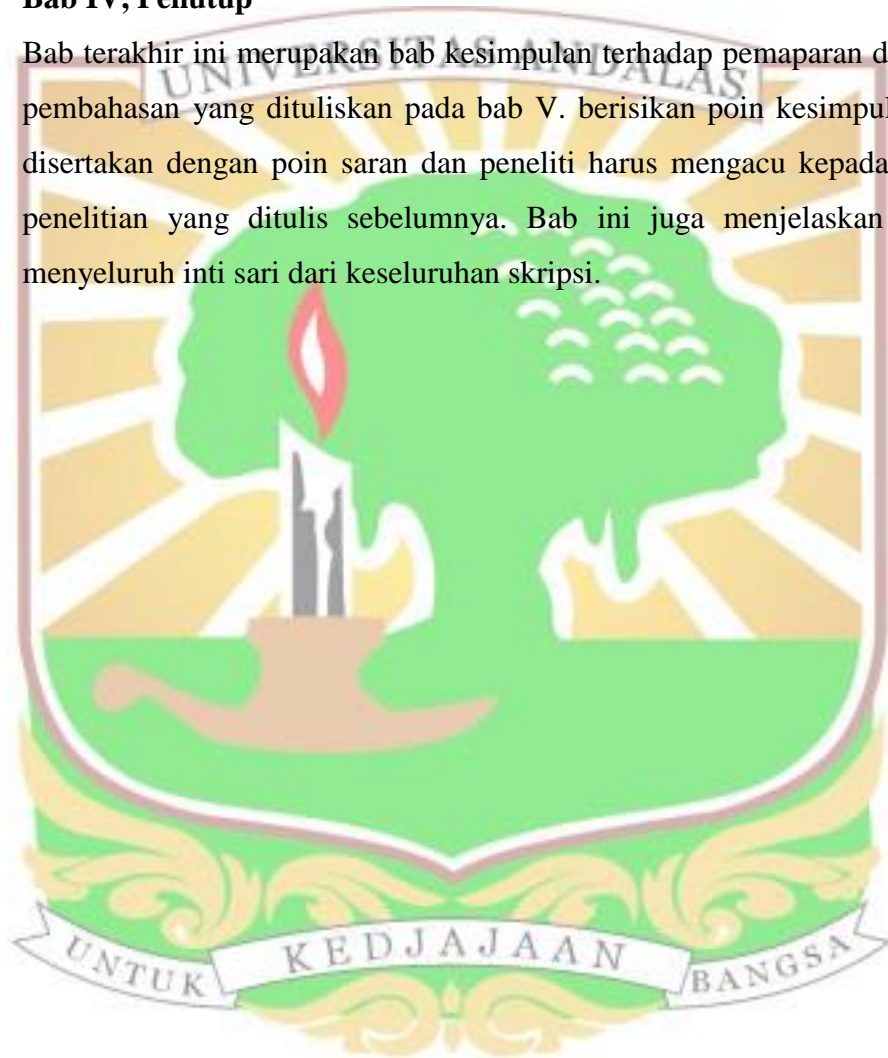 Bab IV, Penutup
Bab terakhir ini merupakan bab kesimpulan terhadap pemaparan d
UNIVERSITAS ANDALAS
pembahasan yang dituliskan pada bab V. berisikan poin kesimpul
disertakan dengan poin saran dan peneliti harus mengacu kepada
penelitian yang ditulis sebelumnya. Bab ini juga menjelaskan
menyeluruh inti sari dari keseluruhan skripsi.
UNTUK KEDJAJAAN BANGSA